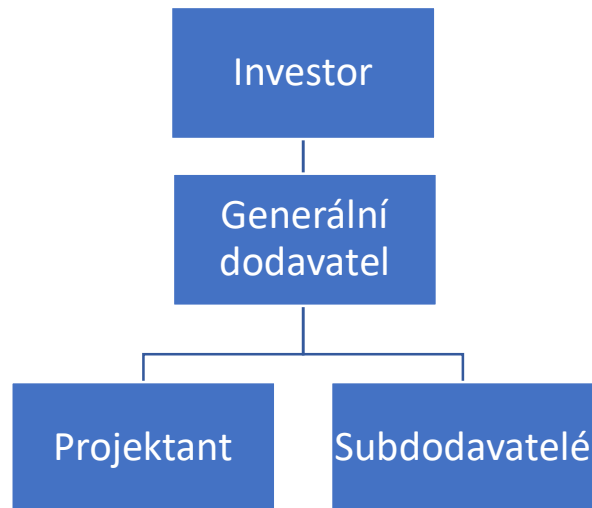 Investor
Generální
dodavatel
Projektant
Subdodavatelé